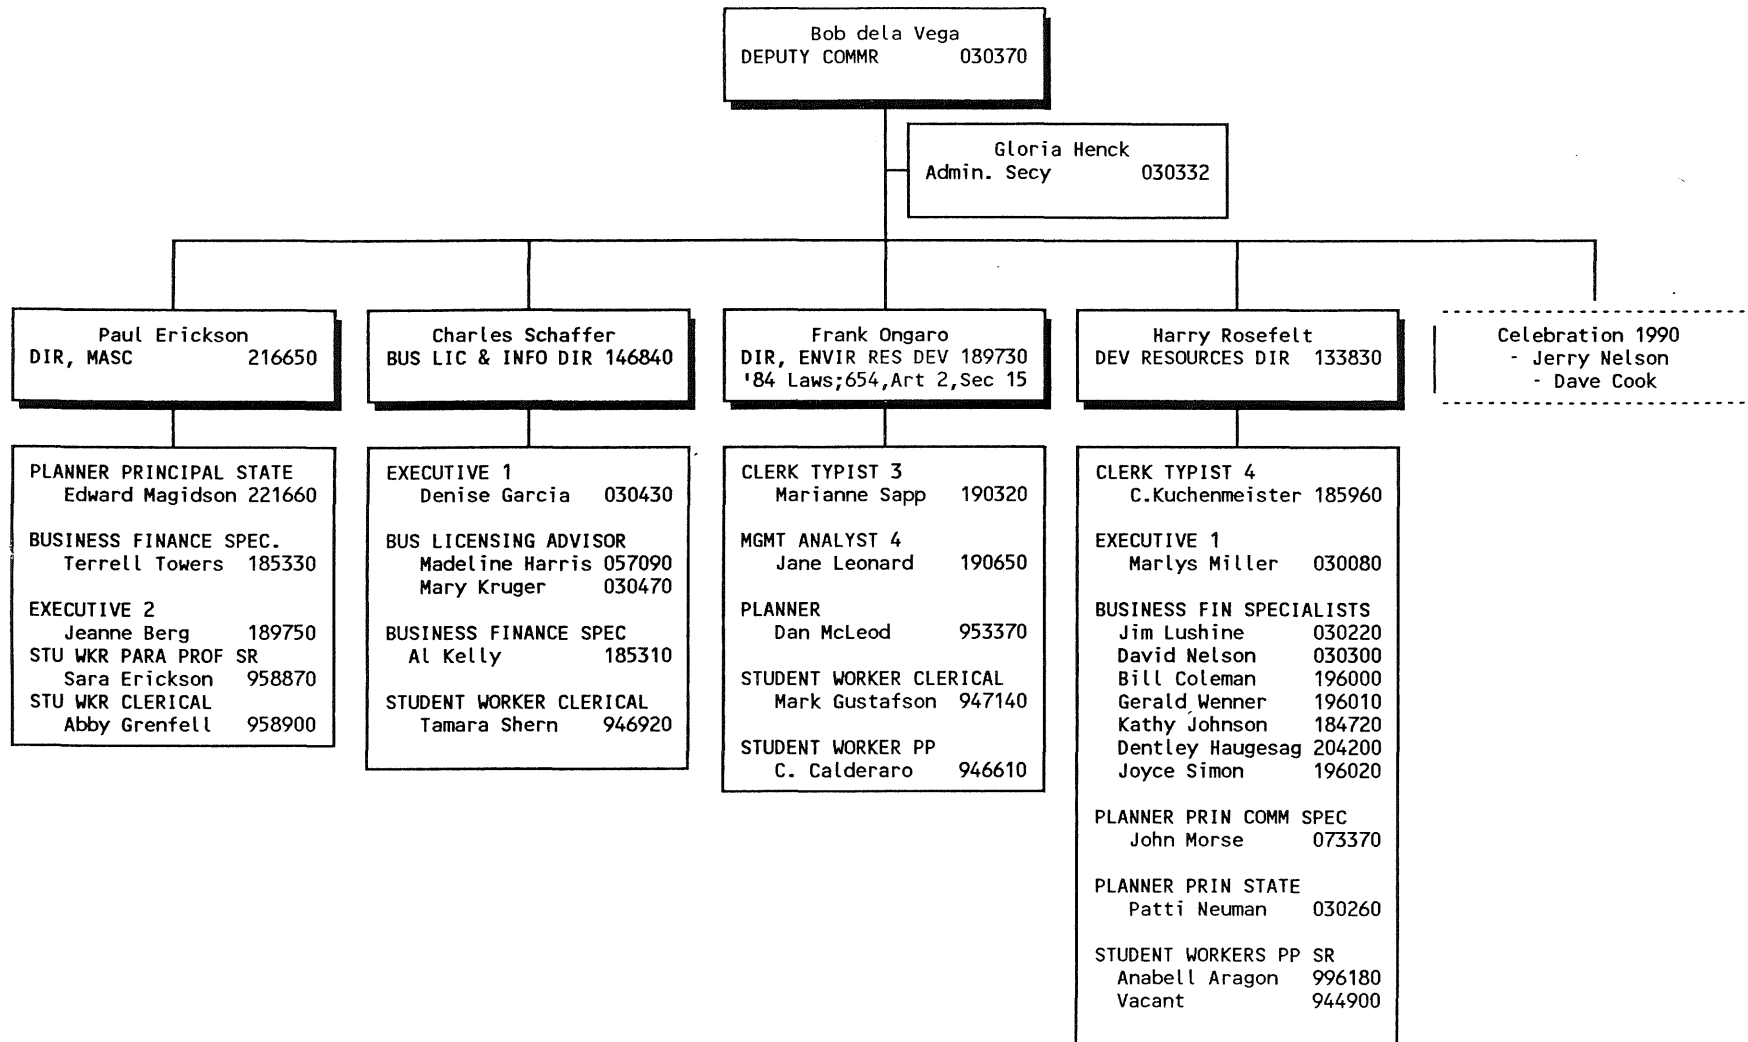 Bob dela Vega
DEPUTY COMMR 030370
Gloria Henck
Admin. Secy 030332
Paul Erickson
DIR, MASC 216650
Charles Schaffer
BUS LIC & INFO DIR 146840
Frank Ongaro
DIR, ENVIR RES DEV 189730
'84 Laws;654,Art 2,Sec 15
Harry Rosefelt
DEV RESOURCES DIR 133830
Celebration 1990
- Jerry Nelson
- Dave Cook
PLANNER PRINCIPAL STATE
Edward Magidson 221660
BUSINESS FINANCE SPEC.
Terrell Towers 185330
EXECUTIVE 2
Jeanne Berg 189750
STU WKR PARA PROF SR
Sara Erickson 958870
STU WKR CLERICAL
Abby Grenfell 958900
EXECUTIVE 1
Denise Garcia 030430
BUS LICENSING ADVISOR
Madeline Harris 057090
Mary Kruger 030470
BUSINESS FINANCE SPEC
Al Kelly 185310
STUDENT WORKER CLERICAL
Tamara Shern 946920
CLERK TYPIST 3
Marianne Sapp 190320
MGMT ANALYST 4
Jane Leonard 190650
PLANNER
Dan McLeod 953370
STUDENT WORKER CLERICAL
Mark Gustafson 947140
STUDENT WORKER PP
C. Calderaro 946610
CLERK TYPIST 4
C.Kuchenmeister 185960
EXECUTIVE 1
Marlys Miller 030080
BUSINESS FIN SPECIALISTS
Jim Lushine 030220
David Nelson 030300
Bill Coleman 196000
Gerald Wenner 196010
Kathy Johnson 184720
Dentley Haugesag 204200
Joyce Simon 196020
PLANNER PRIN COMM SPEC
John Morse 073370
PLANNER PRIN STATE
Patti Neuman 030260
STUDENT WORKERS PP SR
Anabell Aragon 996180
Vacant 944900